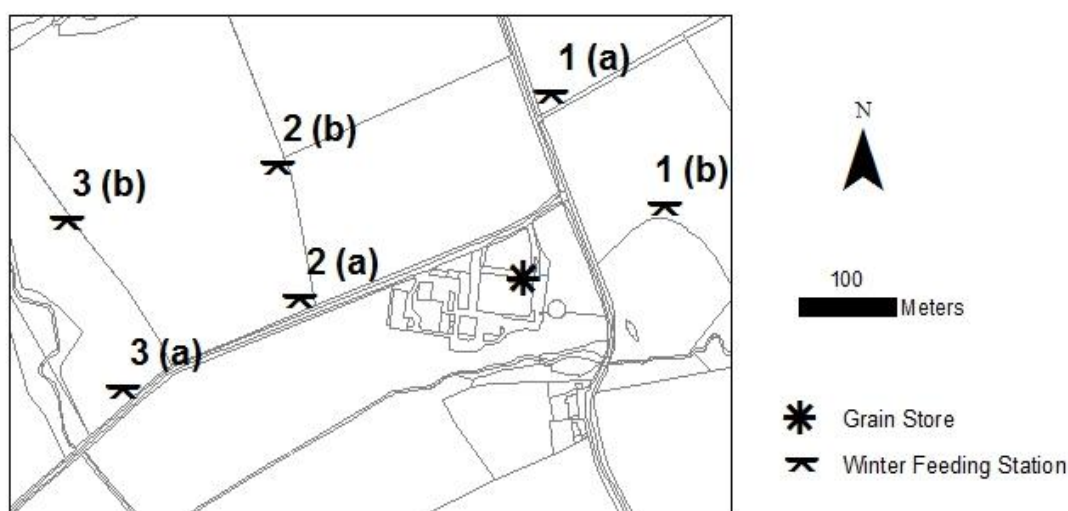 1 (a)
2 (b)
3 (b)
1 (b)
2 (a)
3 (a)
N
100
Meters
Grain Store
Winter Feeding Station